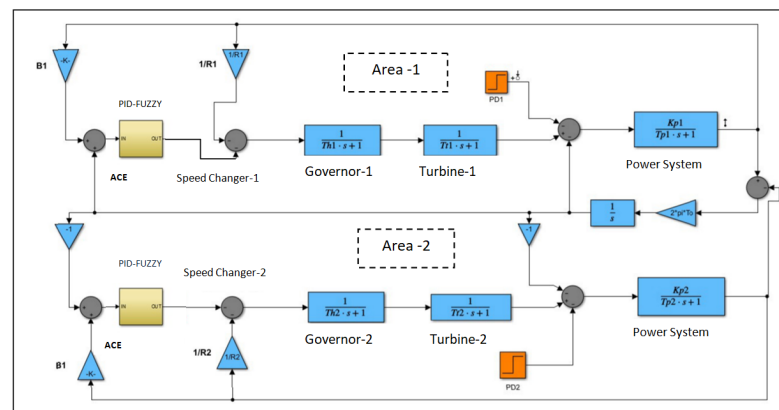 B1
-K-
1/R1
1/R1
Area -1
PD1
PID-FUZZY
IN OUT
ACE
Speed Changer-1
1
Th1 · s + 1
Governor-1
1
Tt1 · s + 1
Turbine-1
Kp1
Tp1 · s + 1
Power System
1
s
2*pi*To
-1
-1
Area -2
PID-FUZZY
IN OUT
ACE
Speed Changer-2
1
Th2 · s + 1
Governor-2
1
Tt2 · s + 1
Turbine-2
Kp2
Tp2 · s + 1
Power System
B1
-K-
1/R2
1/R2
PD2